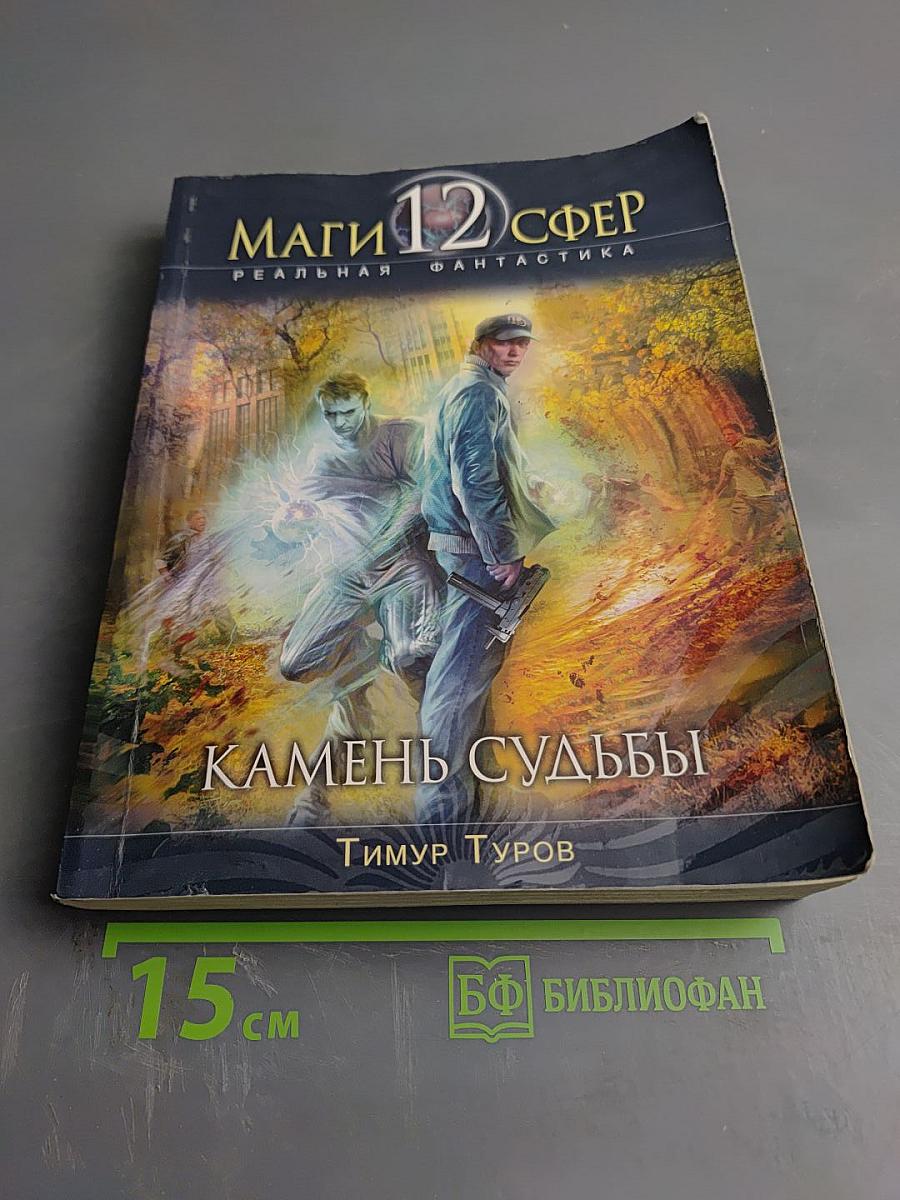 Маги 12 сфер
РЕАЛЬНАЯ ФАНТАСТИКА
КАМЕНЬ СУДЬБЫ
Тимур Туров
15 см
БФ БИБЛИОФАН